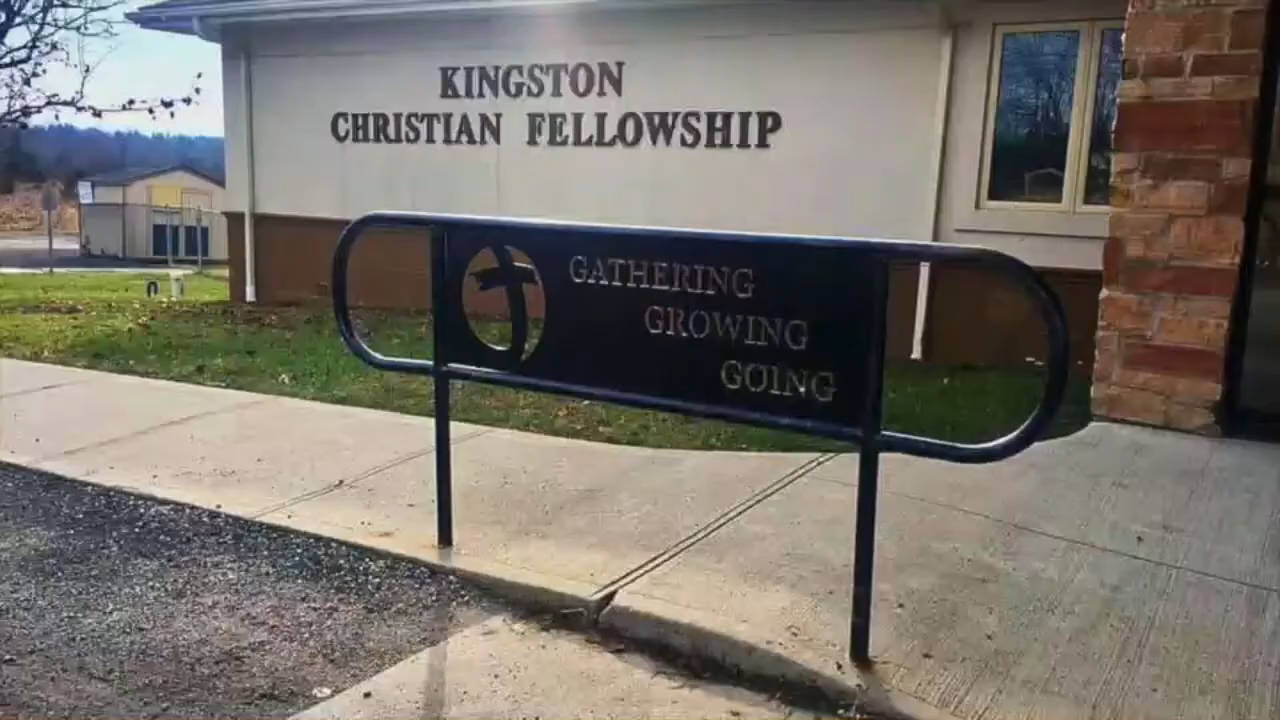 KINGSTON
CHRISTIAN FELLOWSHIP
GATHERING
GROWING
GOING